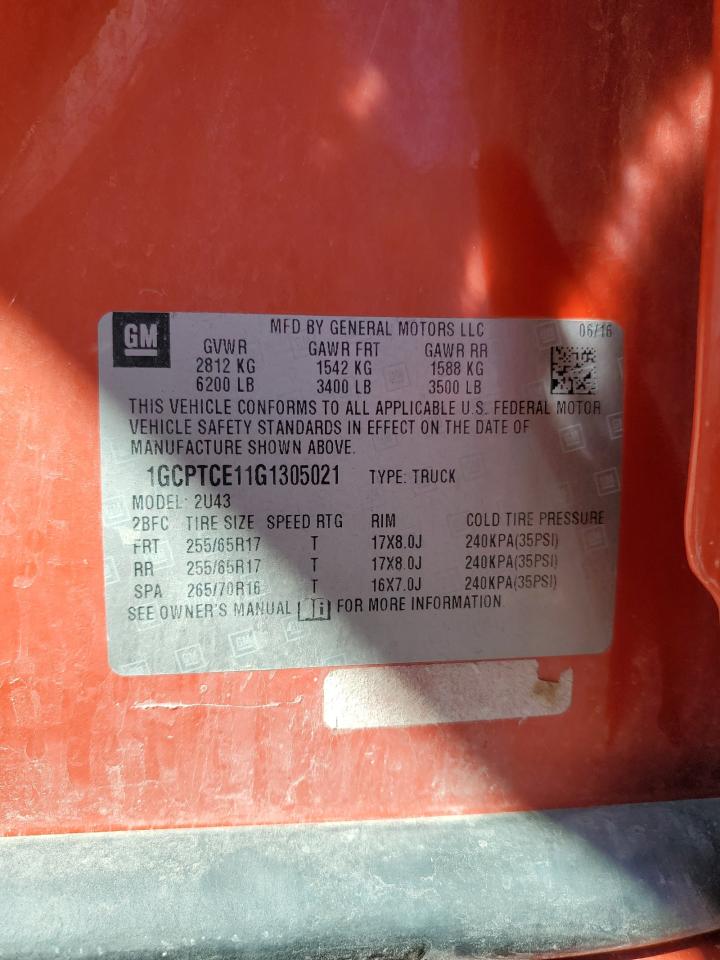 GM
MFD BY GENERAL MOTORS LLC 06/16
GVWR GAWR FRT GAWR RR
2812 KG 1542 KG 1588 KG
6200 LB 3400 LB 3500 LB
THIS VEHICLE CONFORMS TO ALL APPLICABLE U.S. FEDERAL MOTOR
VEHICLE SAFETY STANDARDS IN EFFECT ON THE DATE OF
MANUFACTURE SHOWN ABOVE.
1GCPTCE11G1305021 TYPE: TRUCK
MODEL: 2U43
2BFC TIRE SIZE SPEED RTG RIM COLD TIRE PRESSURE
FRT 255/65R17 T 17X8.0J 240KPA(35PSI)
RR 255/65R17 T 17X8.0J 240KPA(35PSI)
SPA 265/70R16 T 16X7.0J 240KPA(35PSI)
SEE OWNER'S MANUAL FOR MORE INFORMATION